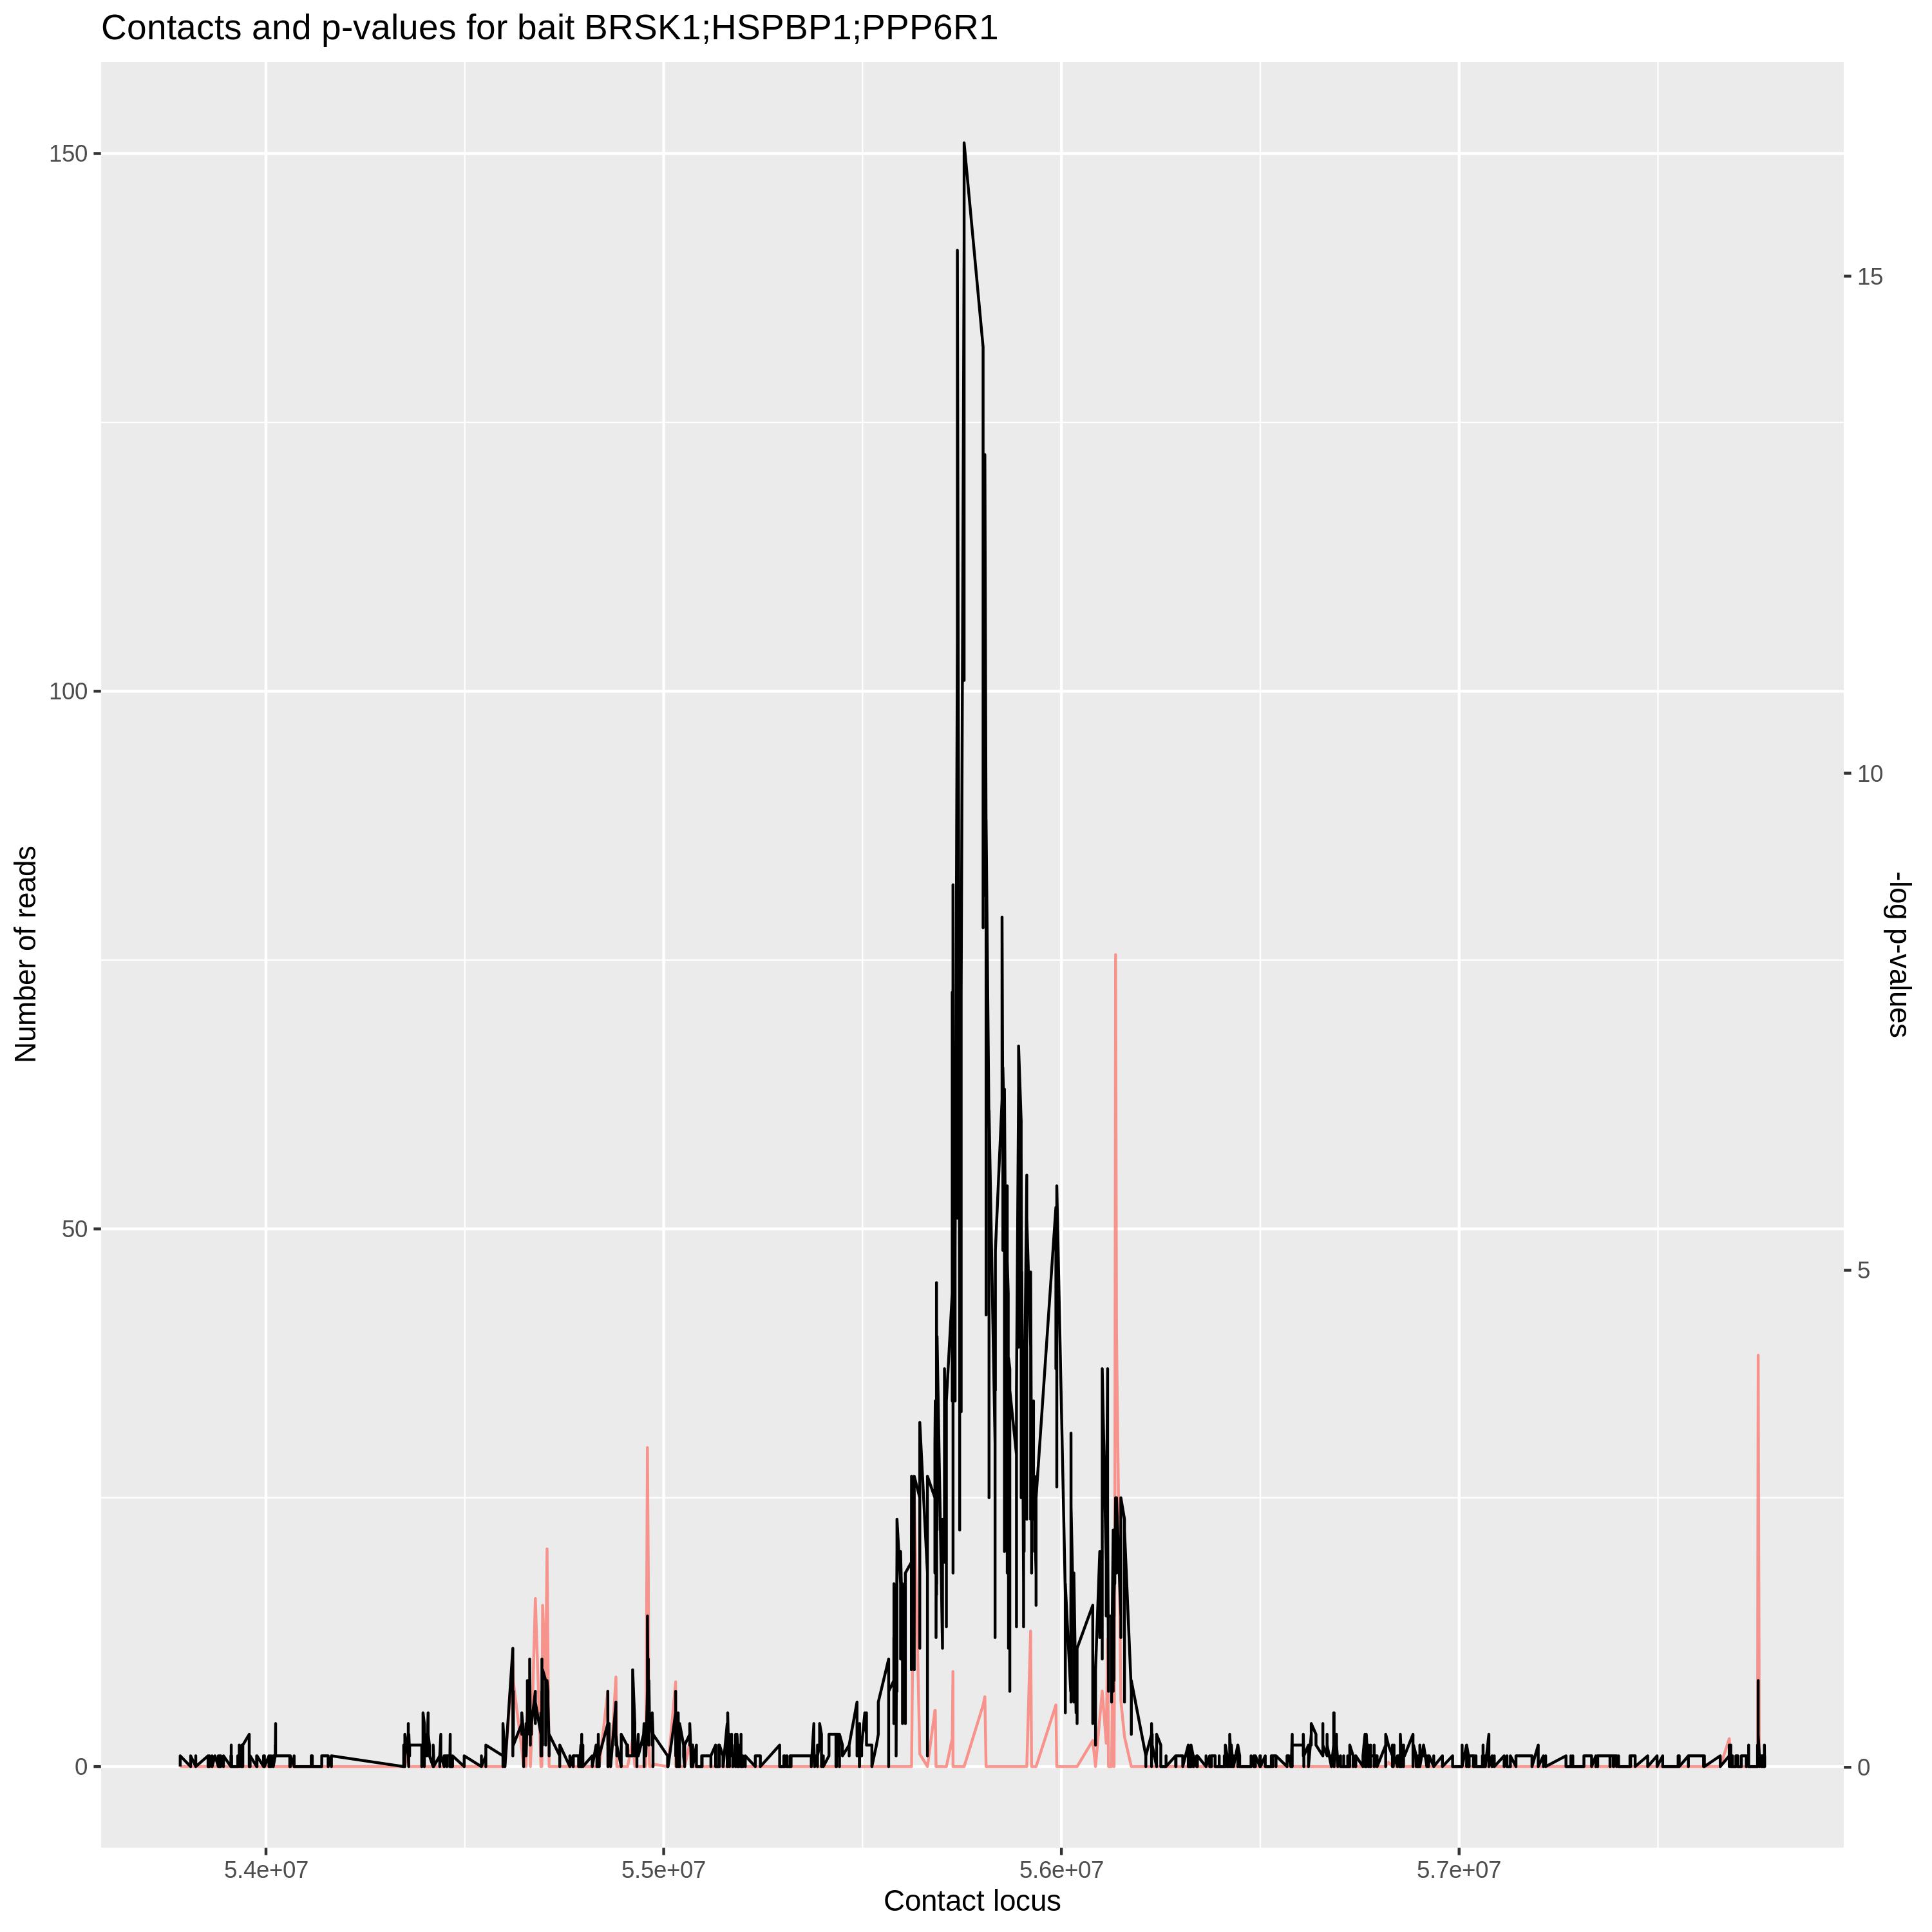 Contacts and p-values for bait BRSK1;HSPBP1;PPP6R1
150
100
50
0
Number of reads
15
10
5
0
-log p-values
5.4e+07
5.5e+07
5.6e+07
5.7e+07
Contact locus